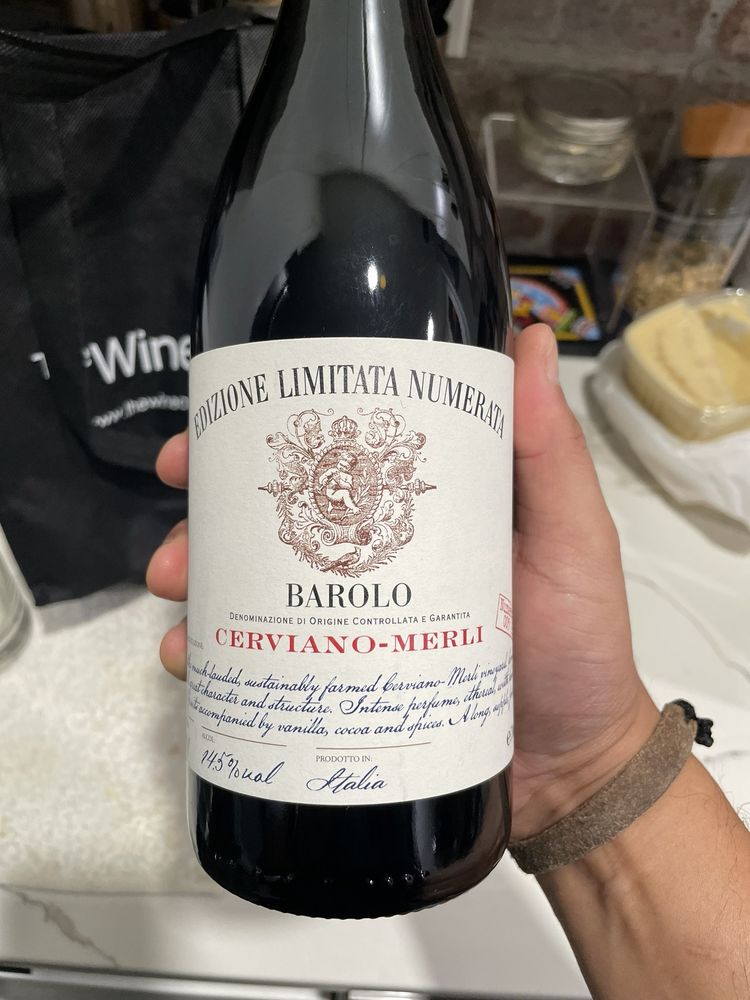 Wine
EDIZIONE LIMITATA NUMERATA
BAROLO
DENOMINAZIONE DI ORIGINE CONTROLLATA E GARANTITA
CERVIANO-MERLI
much-lauded, sustainably farmed Cerviano-Merli vineyard
character and structure. Intense perfume, ethereal, with
accompanied by vanilla, cocoa and spices. A long,
ALCOL.
14.5% vol
PRODOTTO IN:
Italia